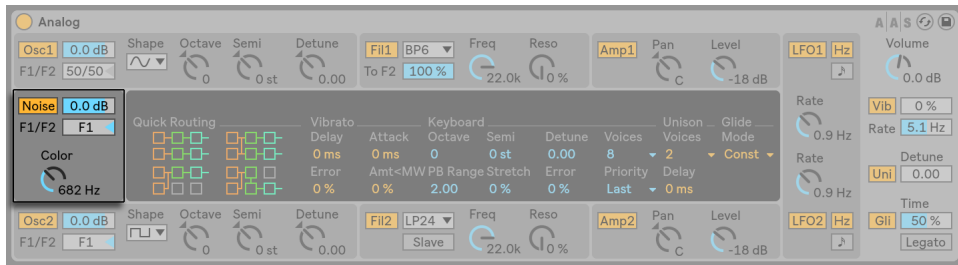 Analog A A S
Osc1 0.0 dB Shape Octave Semi Detune Fil1 BP6 Freq Reso Amp1 Pan Level LFO1 Hz Volume
F1/F2 50/50 0 0 st 0.00 To F2 100 % 22.0k 0 % C -18 dB 0.0 dB
Noise 0.0 dB Rate Vib 0 %
F1/F2 F1 Quick Routing Vibrato Keyboard Unison Glide 0.9 Hz Rate 5.1 Hz
Delay Attack Octave Semi Detune Voices Voices Mode
Color 0 ms 0 ms 0 0 st 0.00 8 2 Const Rate Detune
682 Hz Error Amt<MW PB Range Stretch Error Priority Delay Uni 0.00
0 % 0 % 2.00 0 % 0 % Last 0 ms 0.9 Hz
Osc2 0.0 dB Shape Octave Semi Detune Fil2 LP24 Freq Reso Amp2 Pan Level LFO2 Hz Time
Gli 50 %
F1/F2 F1 0 0 st 0.00 Slave 22.0k 0 % C -18 dB Legato